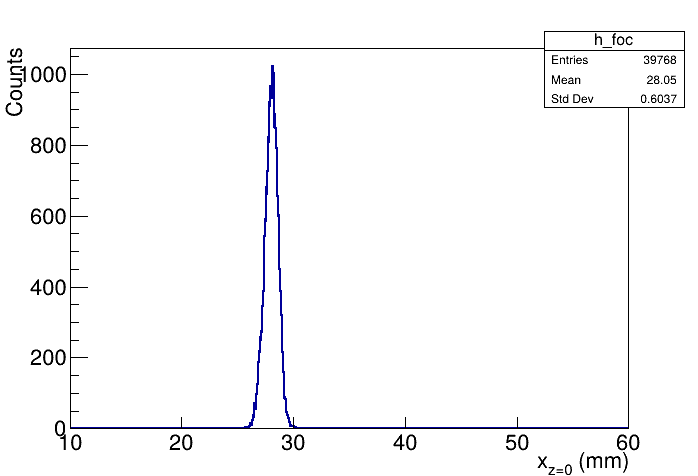 h_foc
Entries 39768
Mean 28.05
Std Dev 0.6037
Counts
1000
800
600
400
200
0
10 20 30 40 50 60
x_{z=0} (mm)